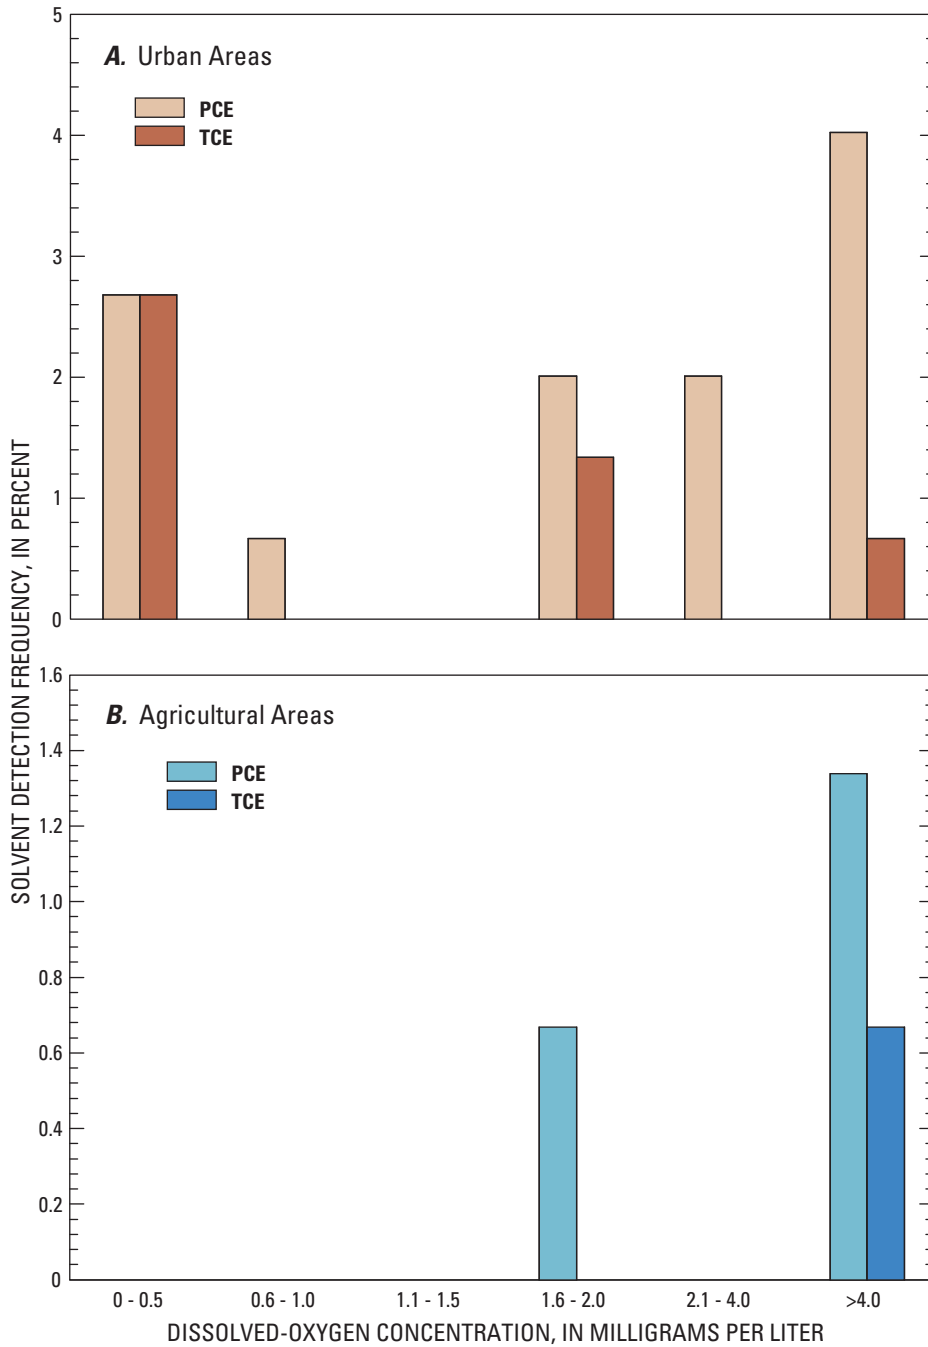 5
A. Urban Areas
PCE
TCE
4
3
2
1
0
SOLVENT DETECTION FREQUENCY, IN PERCENT
1.6
B. Agricultural Areas
PCE
TCE
1.4
1.2
1.0
0.8
0.6
0.4
0.2
0
0 - 0.5 0.6 - 1.0 1.1 - 1.5 1.6 - 2.0 2.1 - 4.0 >4.0
DISSOLVED-OXYGEN CONCENTRATION, IN MILLIGRAMS PER LITER